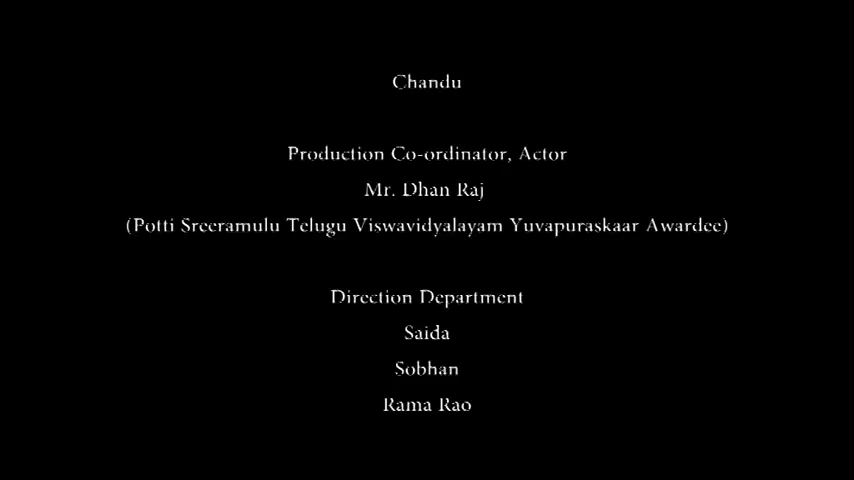 Chandu
Production Co-ordinator, Actor
Mr. Dhan Raj
(Potti Sreeramulu Telugu Viswavidyalayam Yuvapuraskaar Awardee)
Direction Department
Saida
Sobhan
Rama Rao